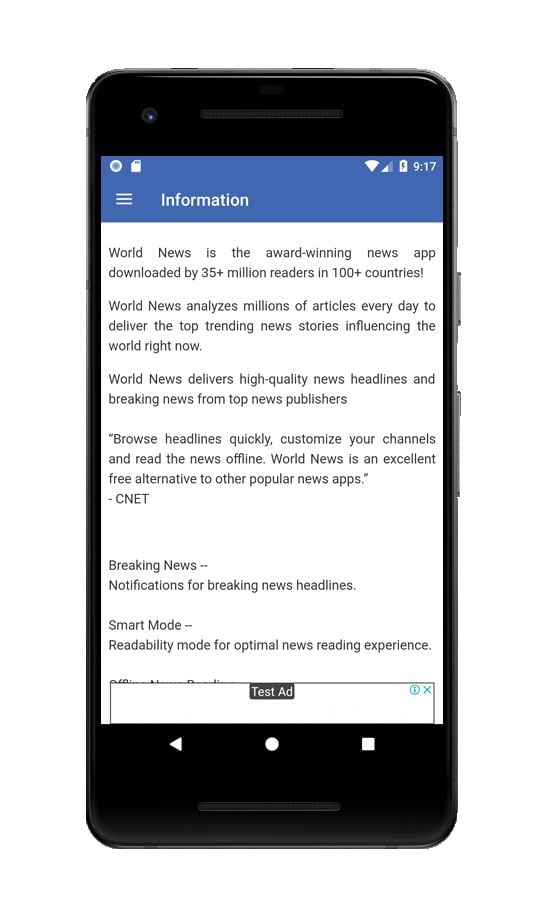 9:17
Information
World News is the award-winning news app
downloaded by 35+ million readers in 100+ countries!
World News analyzes millions of articles every day to
deliver the top trending news stories influencing the
world right now.
World News delivers high-quality news headlines and
breaking news from top news publishers
“Browse headlines quickly, customize your channels
and read the news offline. World News is an excellent
free alternative to other popular news apps.”
- CNET
Breaking News --
Notifications for breaking news headlines.
Smart Mode --
Readability mode for optimal news reading experience.
Test Ad